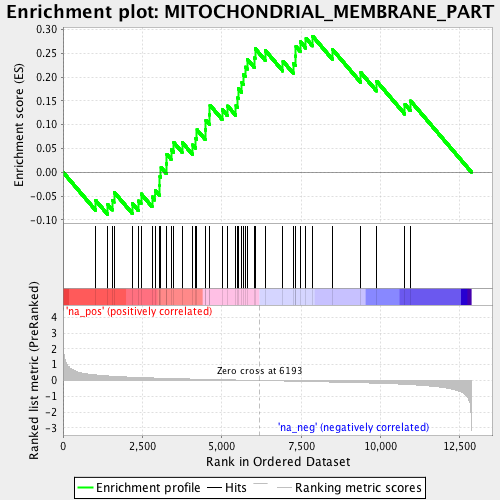 Enrichment plot: MITOCHONDRIAL_MEMBRANE_PART
Enrichment score (ES)
0.30
0.25
0.20
0.15
0.10
0.05
0.00
-0.05
-0.10
'na_pos' (positively correlated)
Ranked list metric (PreRanked)
4
3
2
1
0
-1
-2
-3
Zero cross at 6193
'na_neg' (negatively correlated)
0
2,500
5,000
7,500
10,000
12,500
Rank in Ordered Dataset
Enrichment profile
Hits
Ranking metric scores